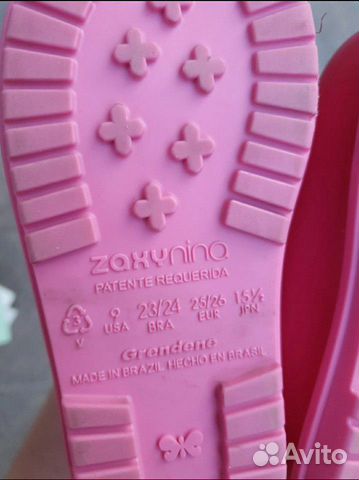 zaxynina
PATENTE REQUERIDA
9 23/24 25/26 15½
V USA BRA EUR JPN
Grendene
MADE IN BRAZIL HECHO EN BRASIL
Avito